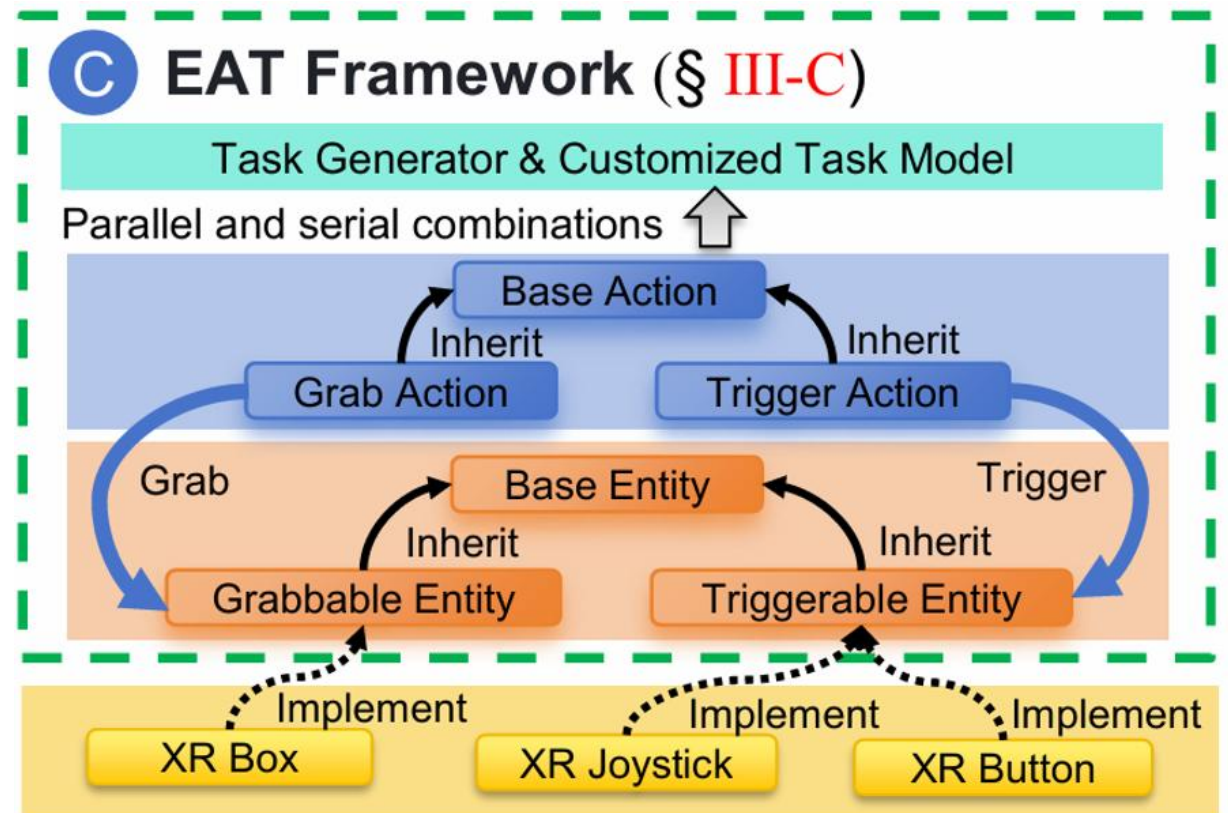 C EAT Framework (§ III-C)
Task Generator & Customized Task Model
Parallel and serial combinations
Base Action
Inherit Inherit
Grab Action Trigger Action
Grab Base Entity Trigger
Inherit Inherit
Grabbable Entity Triggerable Entity
Implement Implement Implement
XR Box XR Joystick XR Button